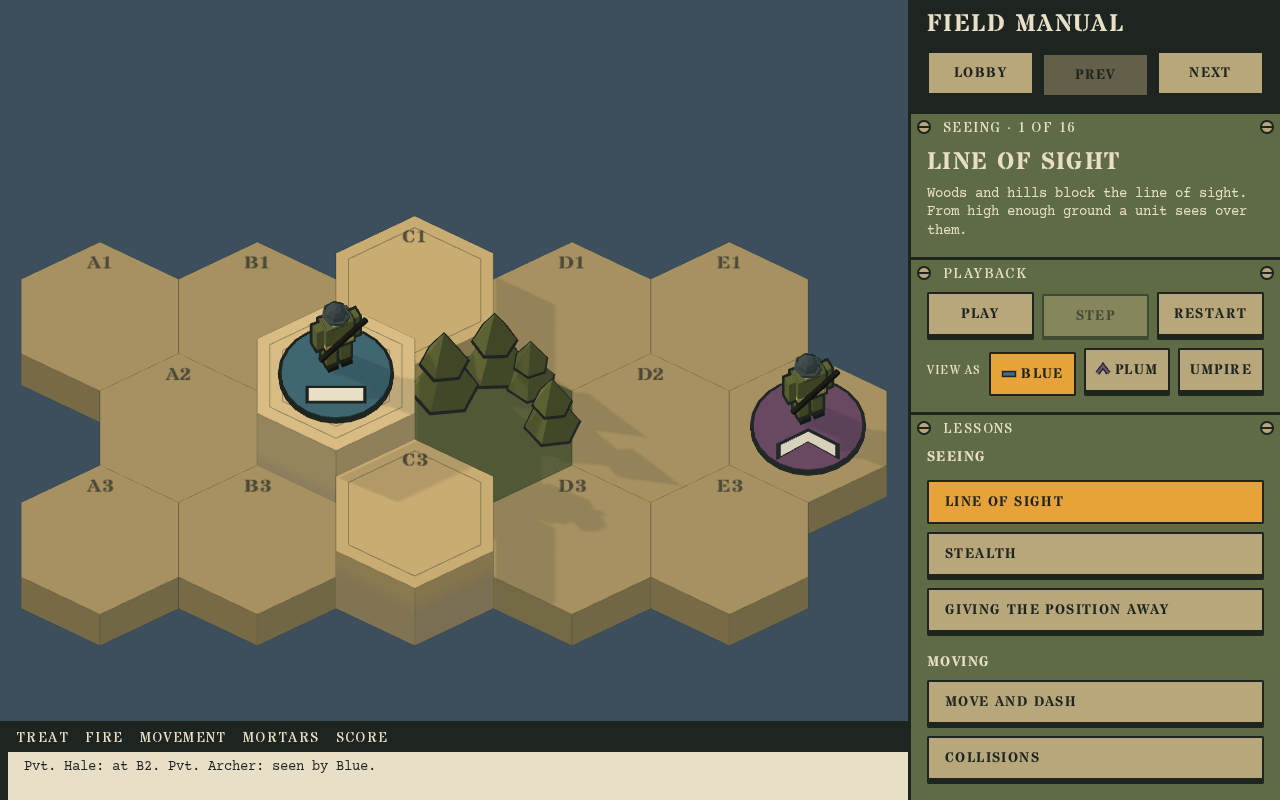 FIELD MANUAL
LOBBY PREV NEXT
SEEING · 1 OF 16
LINE OF SIGHT
Woods and hills block the line of sight.
From high enough ground a unit sees over
them.
PLAYBACK
PLAY STEP RESTART
VIEW AS BLUE PLUM UMPIRE
LESSONS
SEEING
LINE OF SIGHT
STEALTH
GIVING THE POSITION AWAY
MOVING
MOVE AND DASH
COLLISIONS
C1
A1 B1 D1 E1
A2 D2
C3
A3 B3 D3 E3
TREAT FIRE MOVEMENT MORTARS SCORE
Pvt. Hale: at B2. Pvt. Archer: seen by Blue.